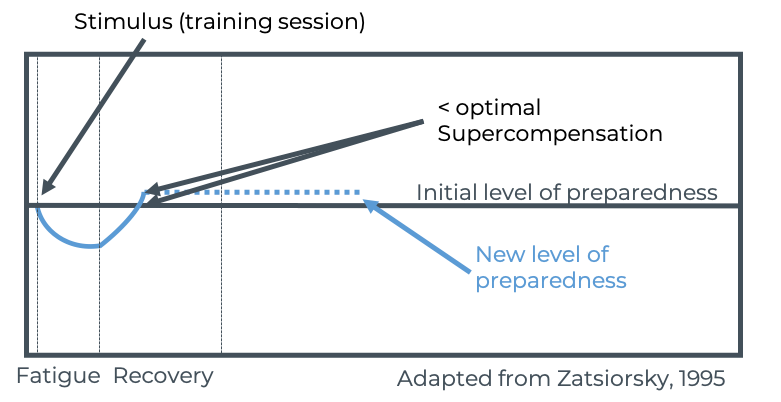 Stimulus (training session)
< optimal
Supercompensation
Initial level of preparedness
New level of
preparedness
Fatigue Recovery
Adapted from Zatsiorsky, 1995